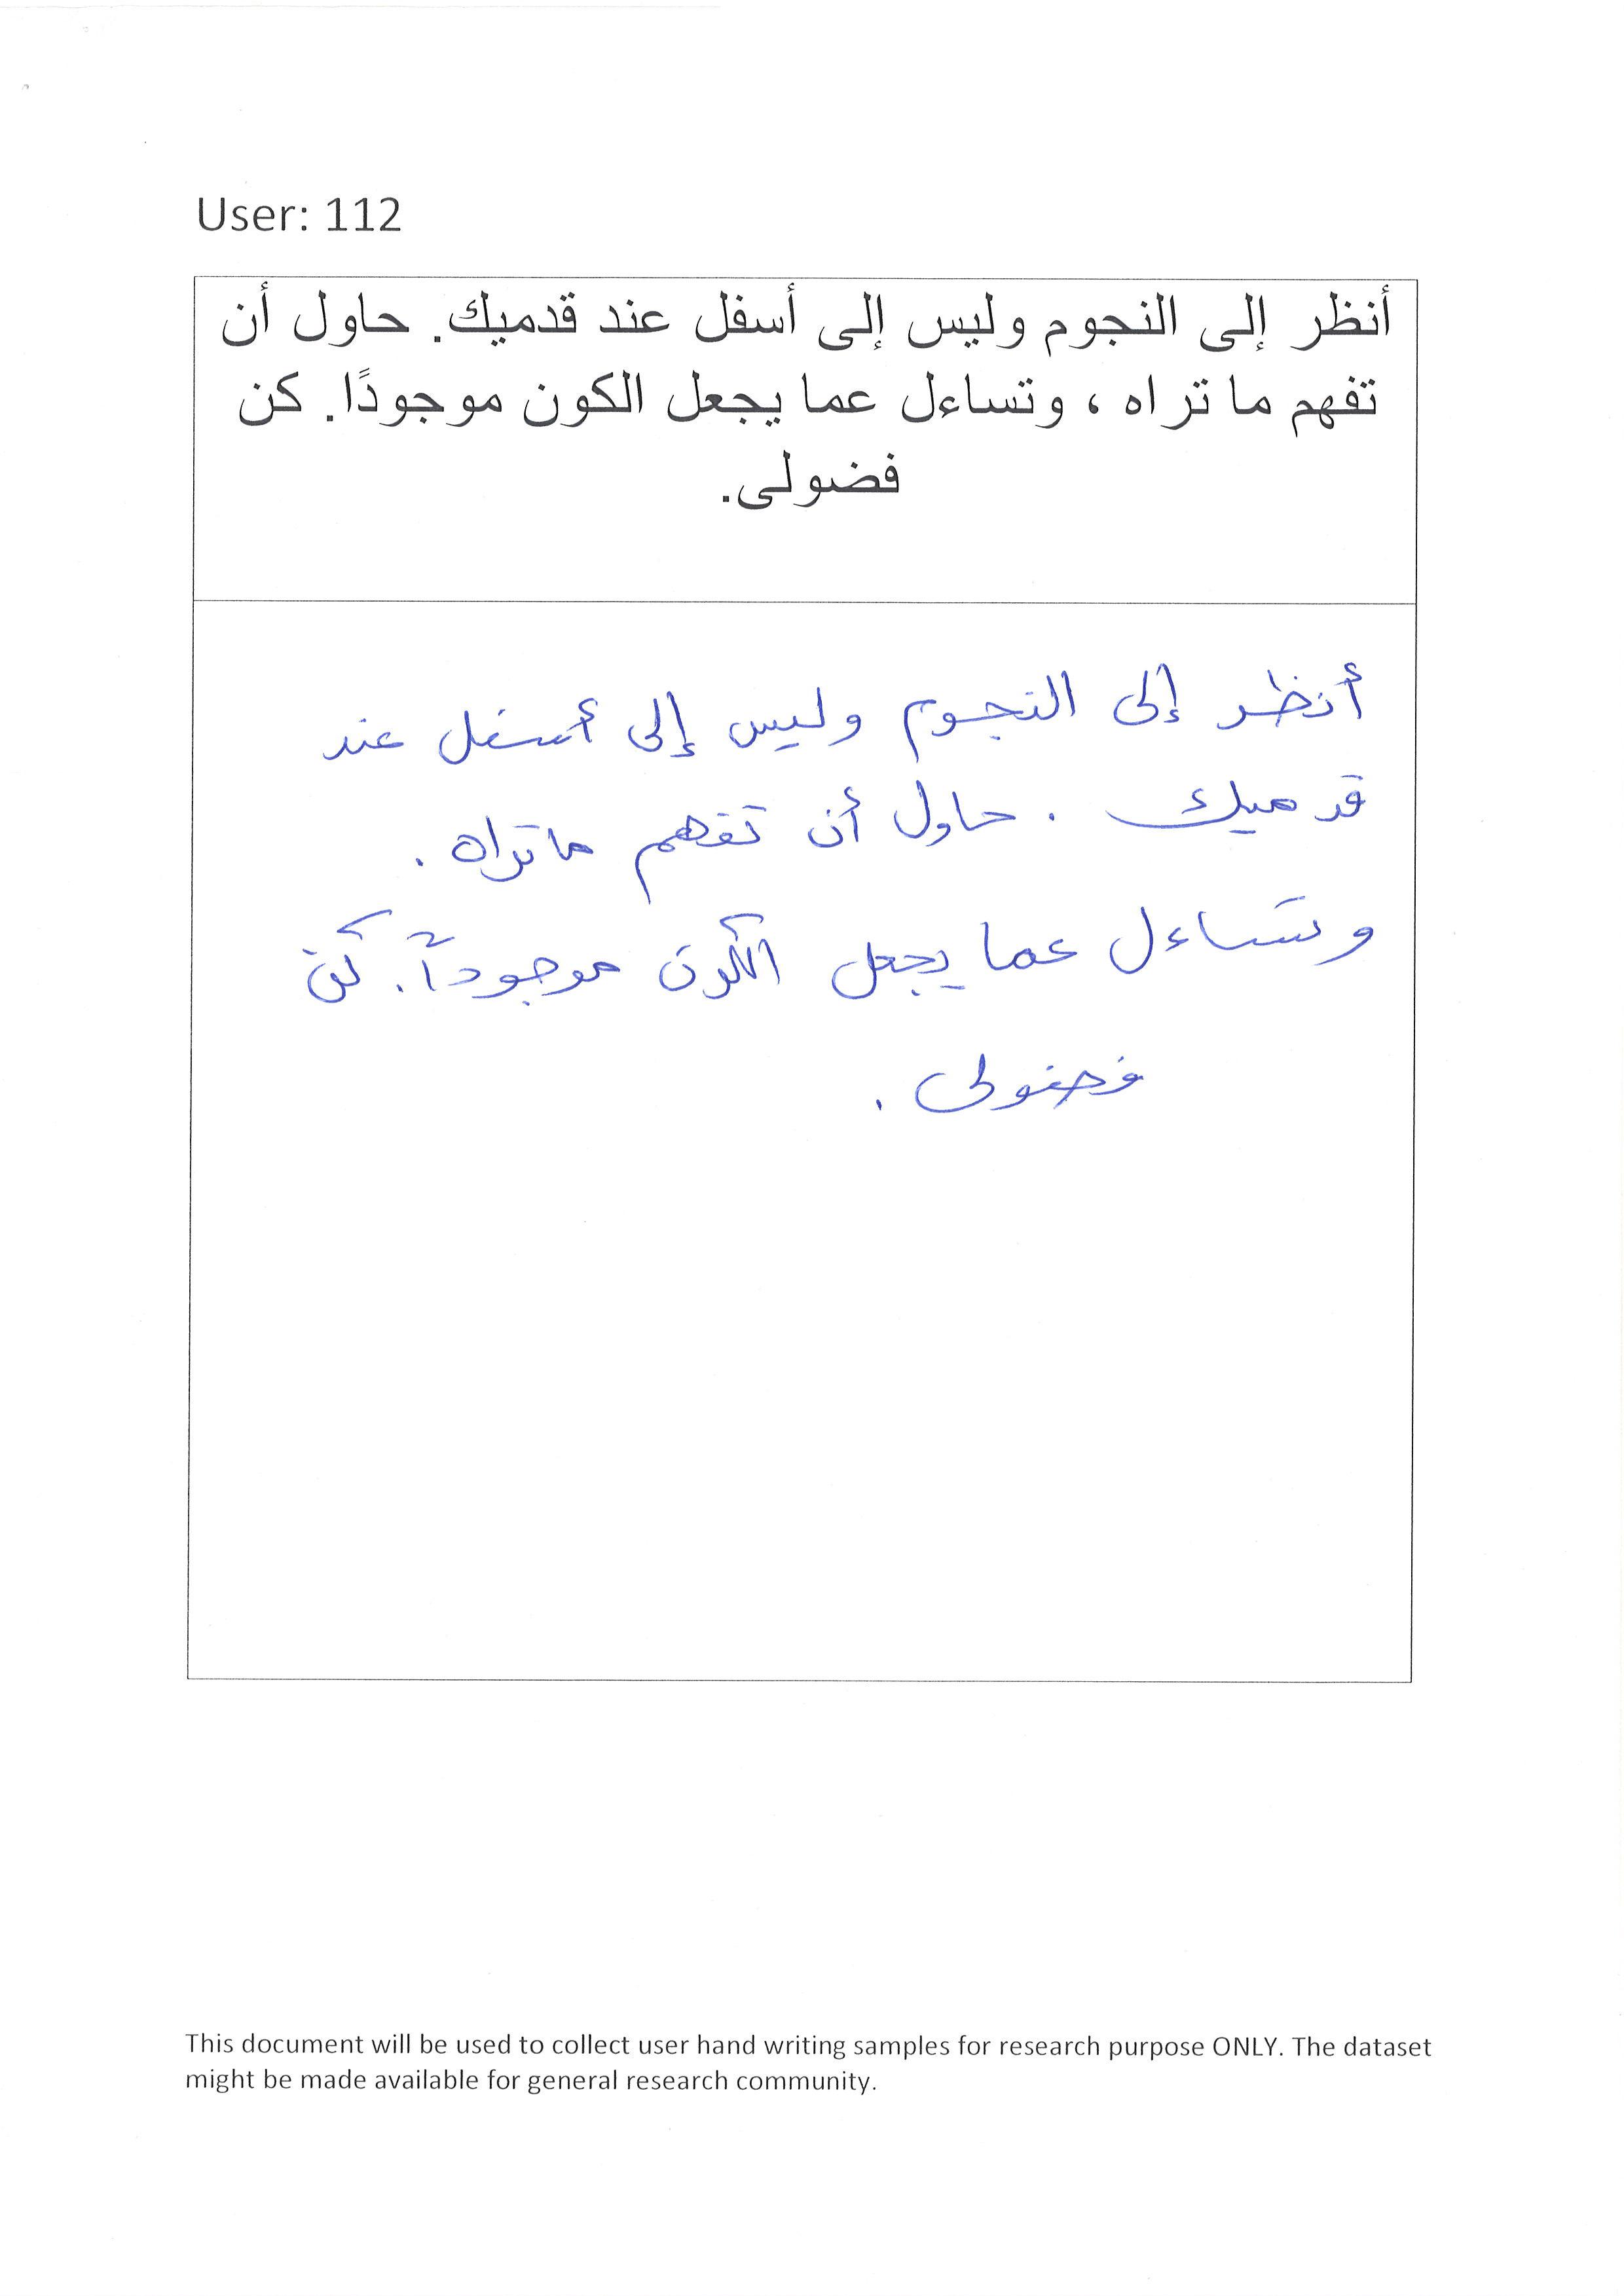 User: 112
أنظر إلى النجوم وليس إلى أسفل عند قدميك. حاول أن
تفهم ما تراه ، وتساءل عما يجعل الكون موجودًا. كن
فضولى.
أنظر إلى النجوم وليس إلى أسفل عند
قدميك . حاول أن تفهم ما تراه .
وتساءل عما يجعل الكون موجوداً. كن
فضولى .
This document will be used to collect user hand writing samples for research purpose ONLY. The dataset
might be made available for general research community.